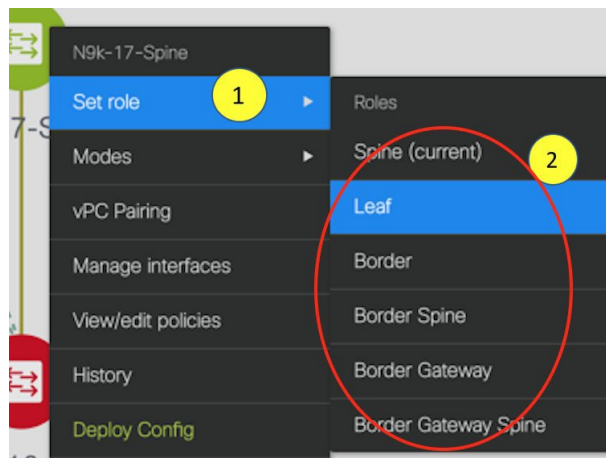 N9k-17-Spine
Set role
1
7-S
Modes
vPC Pairing
Manage interfaces
View/edit policies
History
Deploy Config
Roles
Spine (current)
2
Leaf
Border
Border Spine
Border Gateway
Border Gateway Spine